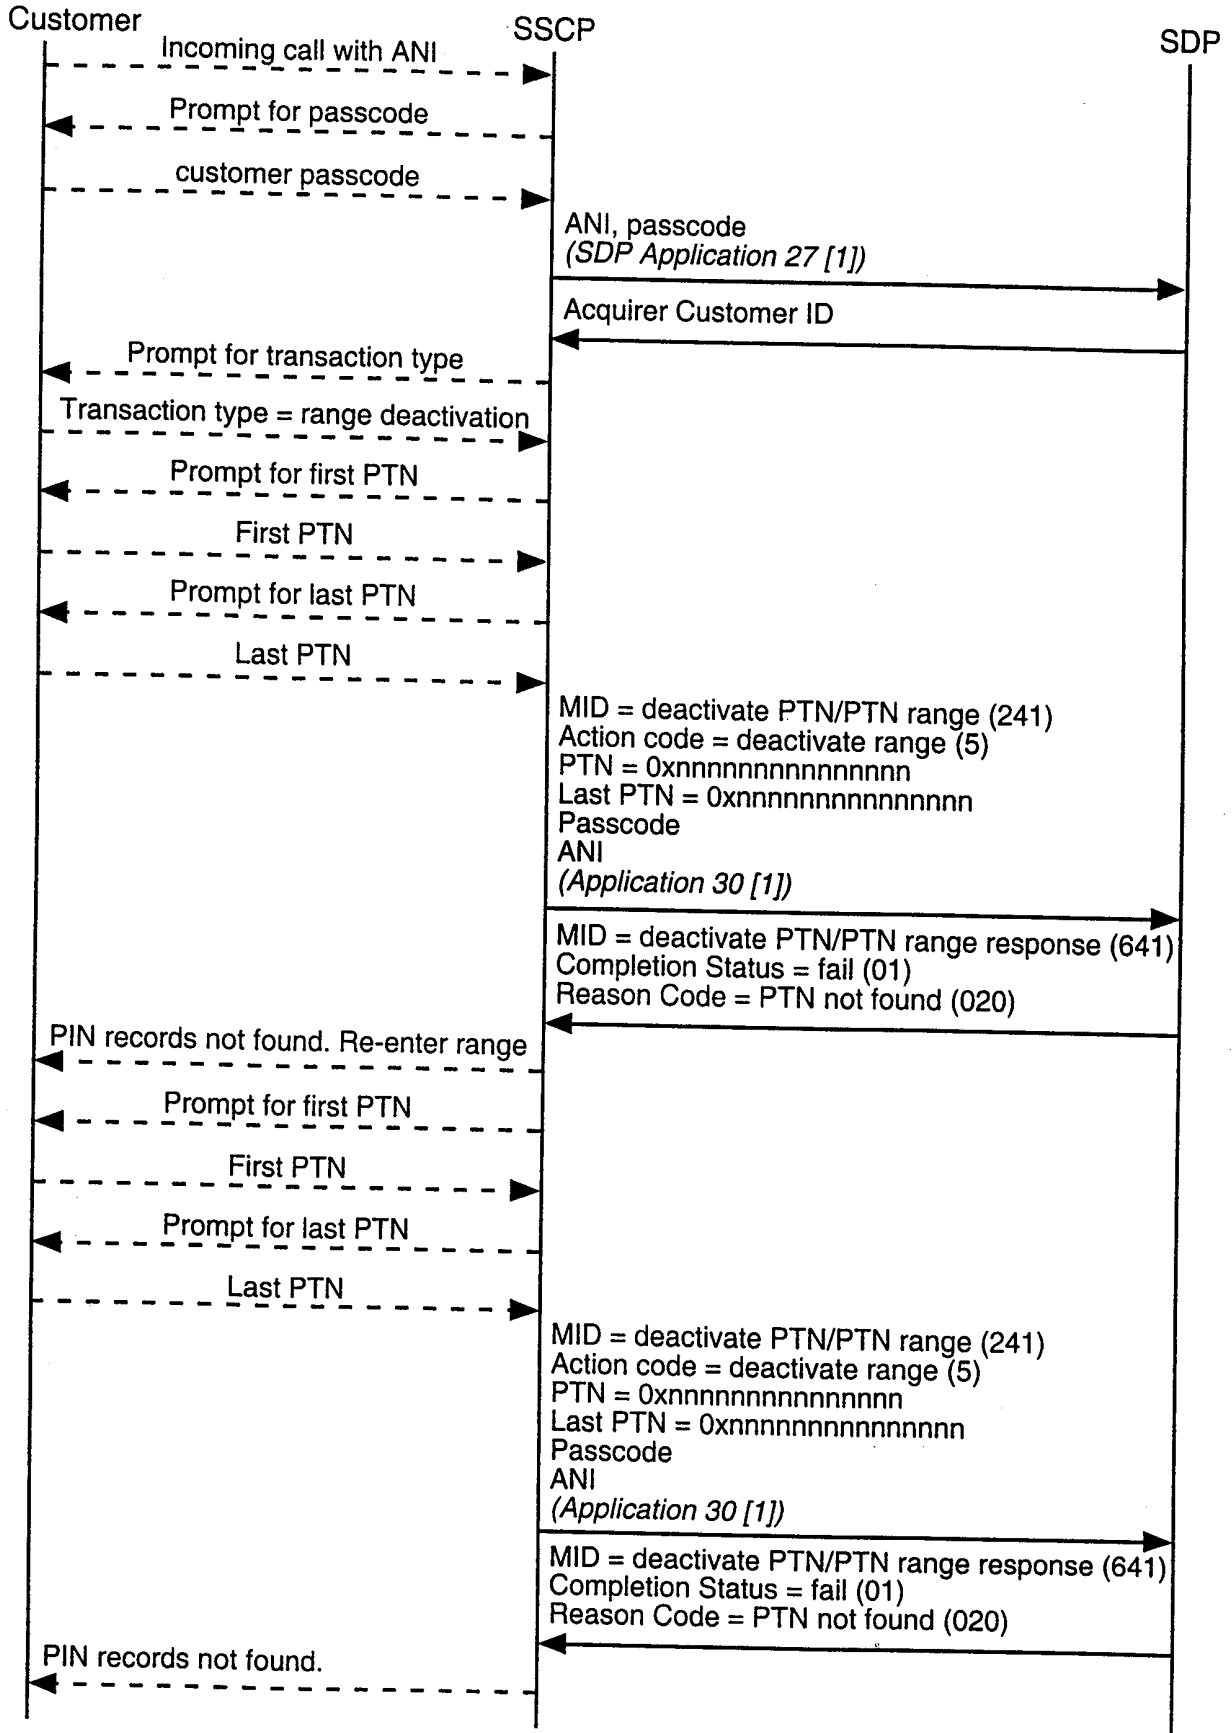 Customer
SSCP
SDP
Incoming call with ANI
Prompt for passcode
customer passcode
ANI, passcode
(SDP Application 27 [1])
Acquirer Customer ID
Prompt for transaction type
Transaction type = range deactivation
Prompt for first PTN
First PTN
Prompt for last PTN
Last PTN
MID = deactivate PTN/PTN range (241)
Action code = deactivate range (5)
PTN = 0xnnnnnnnnnnnnnnnn
Last PTN = 0xnnnnnnnnnnnnnnnn
Passcode
ANI
(Application 30 [1])
MID = deactivate PTN/PTN range response (641)
Completion Status = fail (01)
Reason Code = PTN not found (020)
PIN records not found. Re-enter range
Prompt for first PTN
First PTN
Prompt for last PTN
Last PTN
MID = deactivate PTN/PTN range (241)
Action code = deactivate range (5)
PTN = 0xnnnnnnnnnnnnnnnn
Last PTN = 0xnnnnnnnnnnnnnnnn
Passcode
ANI
(Application 30 [1])
MID = deactivate PTN/PTN range response (641)
Completion Status = fail (01)
Reason Code = PTN not found (020)
PIN records not found.